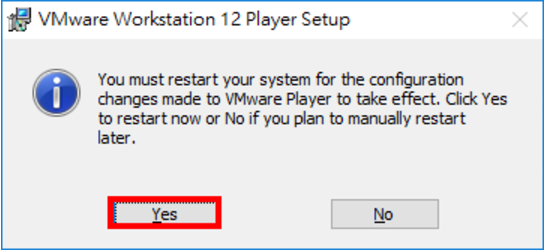 VMware Workstation 12 Player Setup
You must restart your system for the configuration
changes made to VMware Player to take effect. Click Yes
to restart now or No if you plan to manually restart
later.
Yes
No